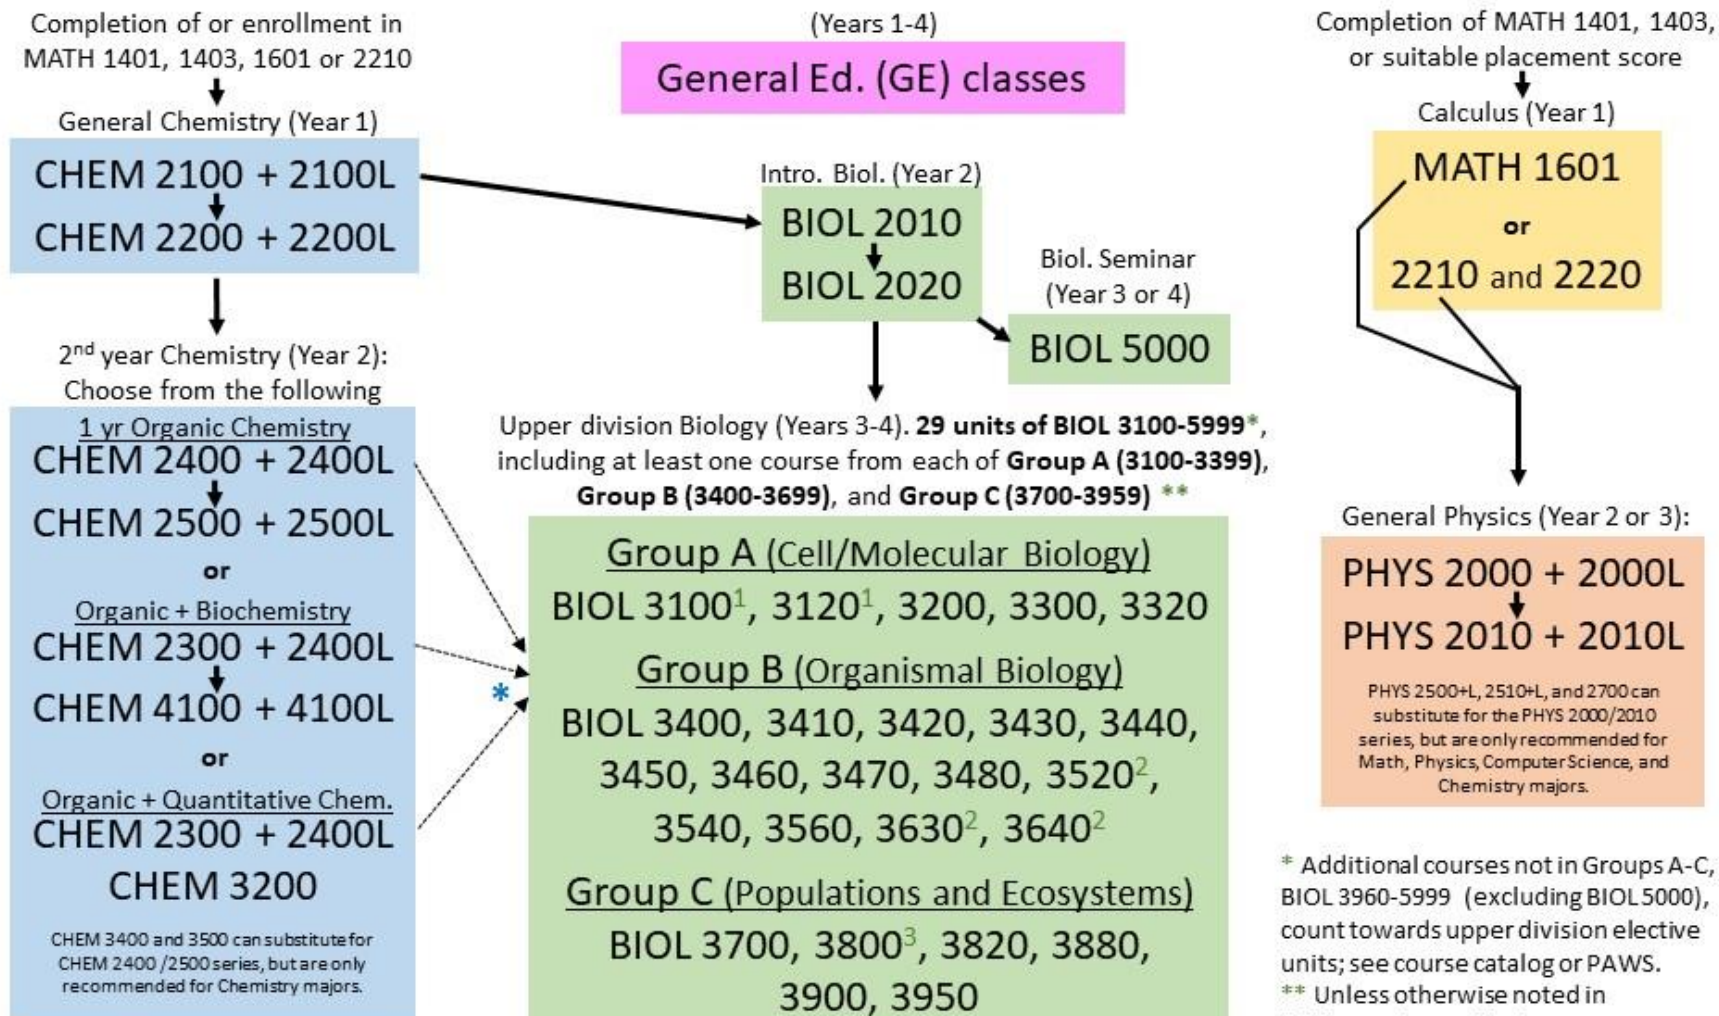 Completion of or enrollment in
MATH 1401, 1403, 1601 or 2210
General Chemistry (Year 1)
CHEM 2100 + 2100L
CHEM 2200 + 2200L
2nd year Chemistry (Year 2):
Choose from the following
1 yr Organic Chemistry
CHEM 2400 + 2400L
CHEM 2500 + 2500L
or
Organic + Biochemistry
CHEM 2300 + 2400L
CHEM 4100 + 4100L
or
Organic + Quantitative Chem.
CHEM 2300 + 2400L
CHEM 3200
CHEM 3400 and 3500 can substitute for
CHEM 2400 /2500 series, but are only
recommended for Chemistry majors.
(Years 1-4)
General Ed. (GE) classes
Intro. Biol. (Year 2)
BIOL 2010
BIOL 2020
Biol. Seminar
(Year 3 or 4)
BIOL 5000
Upper division Biology (Years 3-4). 29 units of BIOL 3100-5999*,
including at least one course from each of Group A (3100-3399),
Group B (3400-3699), and Group C (3700-3959) **
*
Group A (Cell/Molecular Biology)
BIOL 3100¹, 3120¹, 3200, 3300, 3320
Group B (Organismal Biology)
BIOL 3400, 3410, 3420, 3430, 3440,
3450, 3460, 3470, 3480, 3520²,
3540, 3560, 3630², 3640²
Group C (Populations and Ecosystems)
BIOL 3700, 3800³, 3820, 3880,
3900, 3950
Completion of MATH 1401, 1403,
or suitable placement score
Calculus (Year 1)
MATH 1601
or
2210 and 2220
General Physics (Year 2 or 3):
PHYS 2000 + 2000L
PHYS 2010 + 2010L
PHYS 2500+L, 2510+L, and 2700 can
substitute for the PHYS 2000/2010
series, but are only recommended for
Math, Physics, Computer Science, and
Chemistry majors.
* Additional courses not in Groups A-C,
BIOL 3960-5999 (excluding BIOL 5000),
count towards upper division elective
units; see course catalog or PAWS.
** Unless otherwise noted in